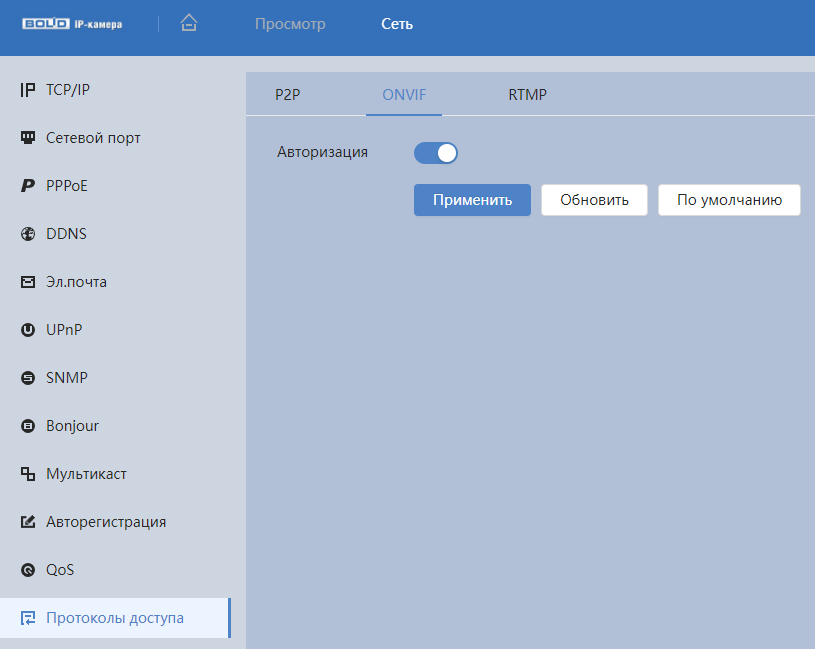 BOLID IP-камера
Просмотр
Сеть
TCP/IP
Сетевой порт
PPPoE
DDNS
Эл.почта
UPnP
SNMP
Bonjour
Мультикаст
Авторегистрация
QoS
Протоколы доступа
P2P
ONVIF
RTMP
Авторизация
Применить
Обновить
По умолчанию